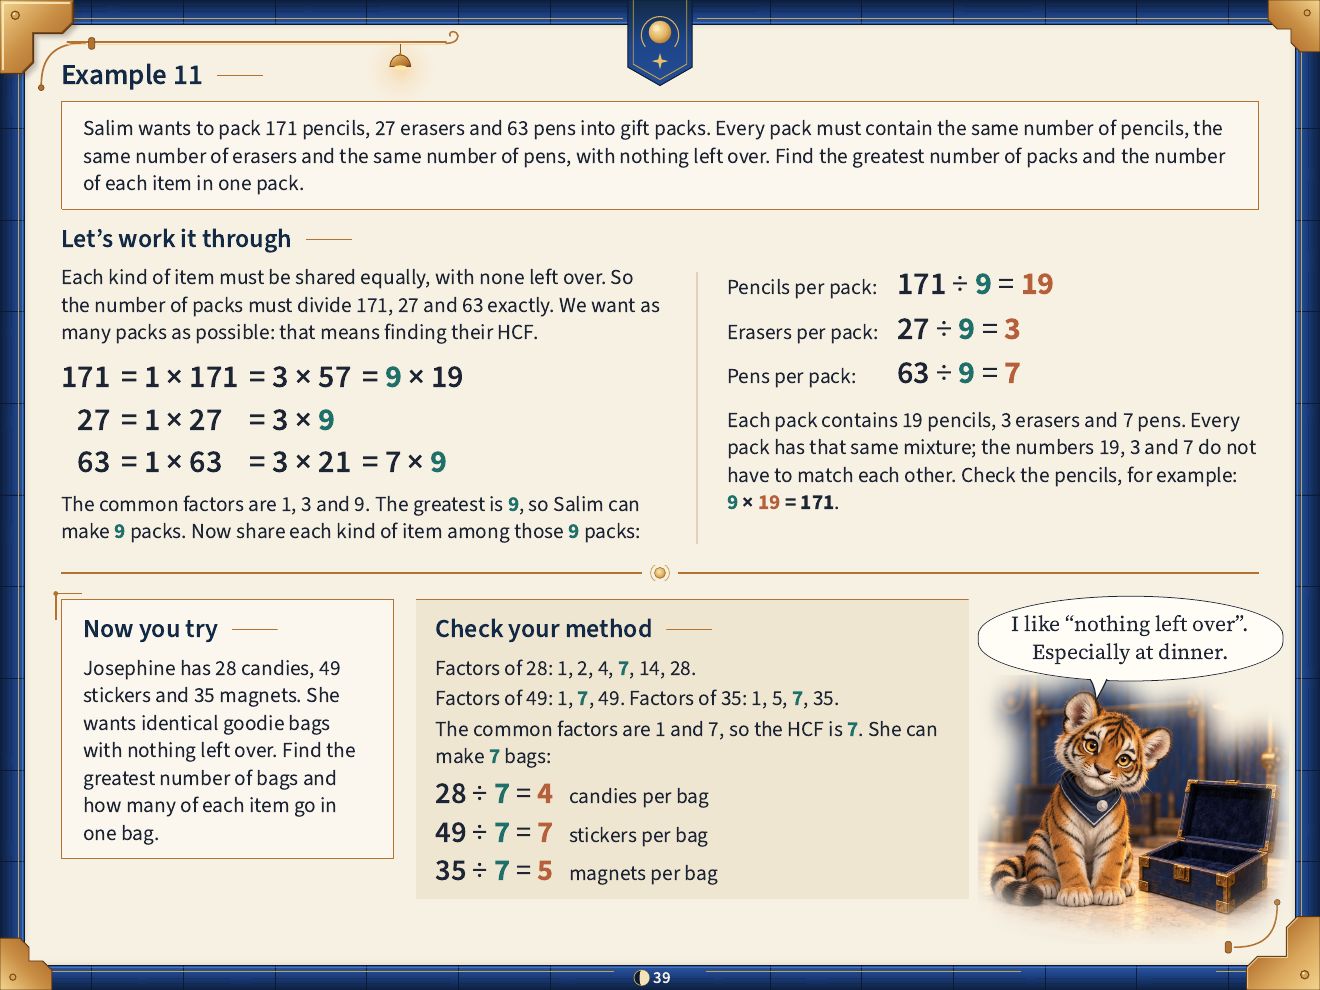 Example 11
Salim wants to pack 171 pencils, 27 erasers and 63 pens into gift packs. Every pack must contain the same number of pencils, the
same number of erasers and the same number of pens, with nothing left over. Find the greatest number of packs and the number
of each item in one pack.
Let’s work it through
Each kind of item must be shared equally, with none left over. So
the number of packs must divide 171, 27 and 63 exactly. We want as
many packs as possible: that means finding their HCF.
171 = 1 × 171 = 3 × 57 = 9 × 19
27 = 1 × 27 = 3 × 9
63 = 1 × 63 = 3 × 21 = 7 × 9
The common factors are 1, 3 and 9. The greatest is 9, so Salim can
make 9 packs. Now share each kind of item among those 9 packs:
Pencils per pack: 171 ÷ 9 = 19
Erasers per pack: 27 ÷ 9 = 3
Pens per pack: 63 ÷ 9 = 7
Each pack contains 19 pencils, 3 erasers and 7 pens. Every
pack has that same mixture; the numbers 19, 3 and 7 do not
have to match each other. Check the pencils, for example:
9 × 19 = 171.
Now you try
Josephine has 28 candies, 49
stickers and 35 magnets. She
wants identical goodie bags
with nothing left over. Find the
greatest number of bags and
how many of each item go in
one bag.
Check your method
Factors of 28: 1, 2, 4, 7, 14, 28.
Factors of 49: 1, 7, 49. Factors of 35: 1, 5, 7, 35.
The common factors are 1 and 7, so the HCF is 7. She can
make 7 bags:
28 ÷ 7 = 4 candies per bag
49 ÷ 7 = 7 stickers per bag
35 ÷ 7 = 5 magnets per bag
I like “nothing left over”.
Especially at dinner.
39